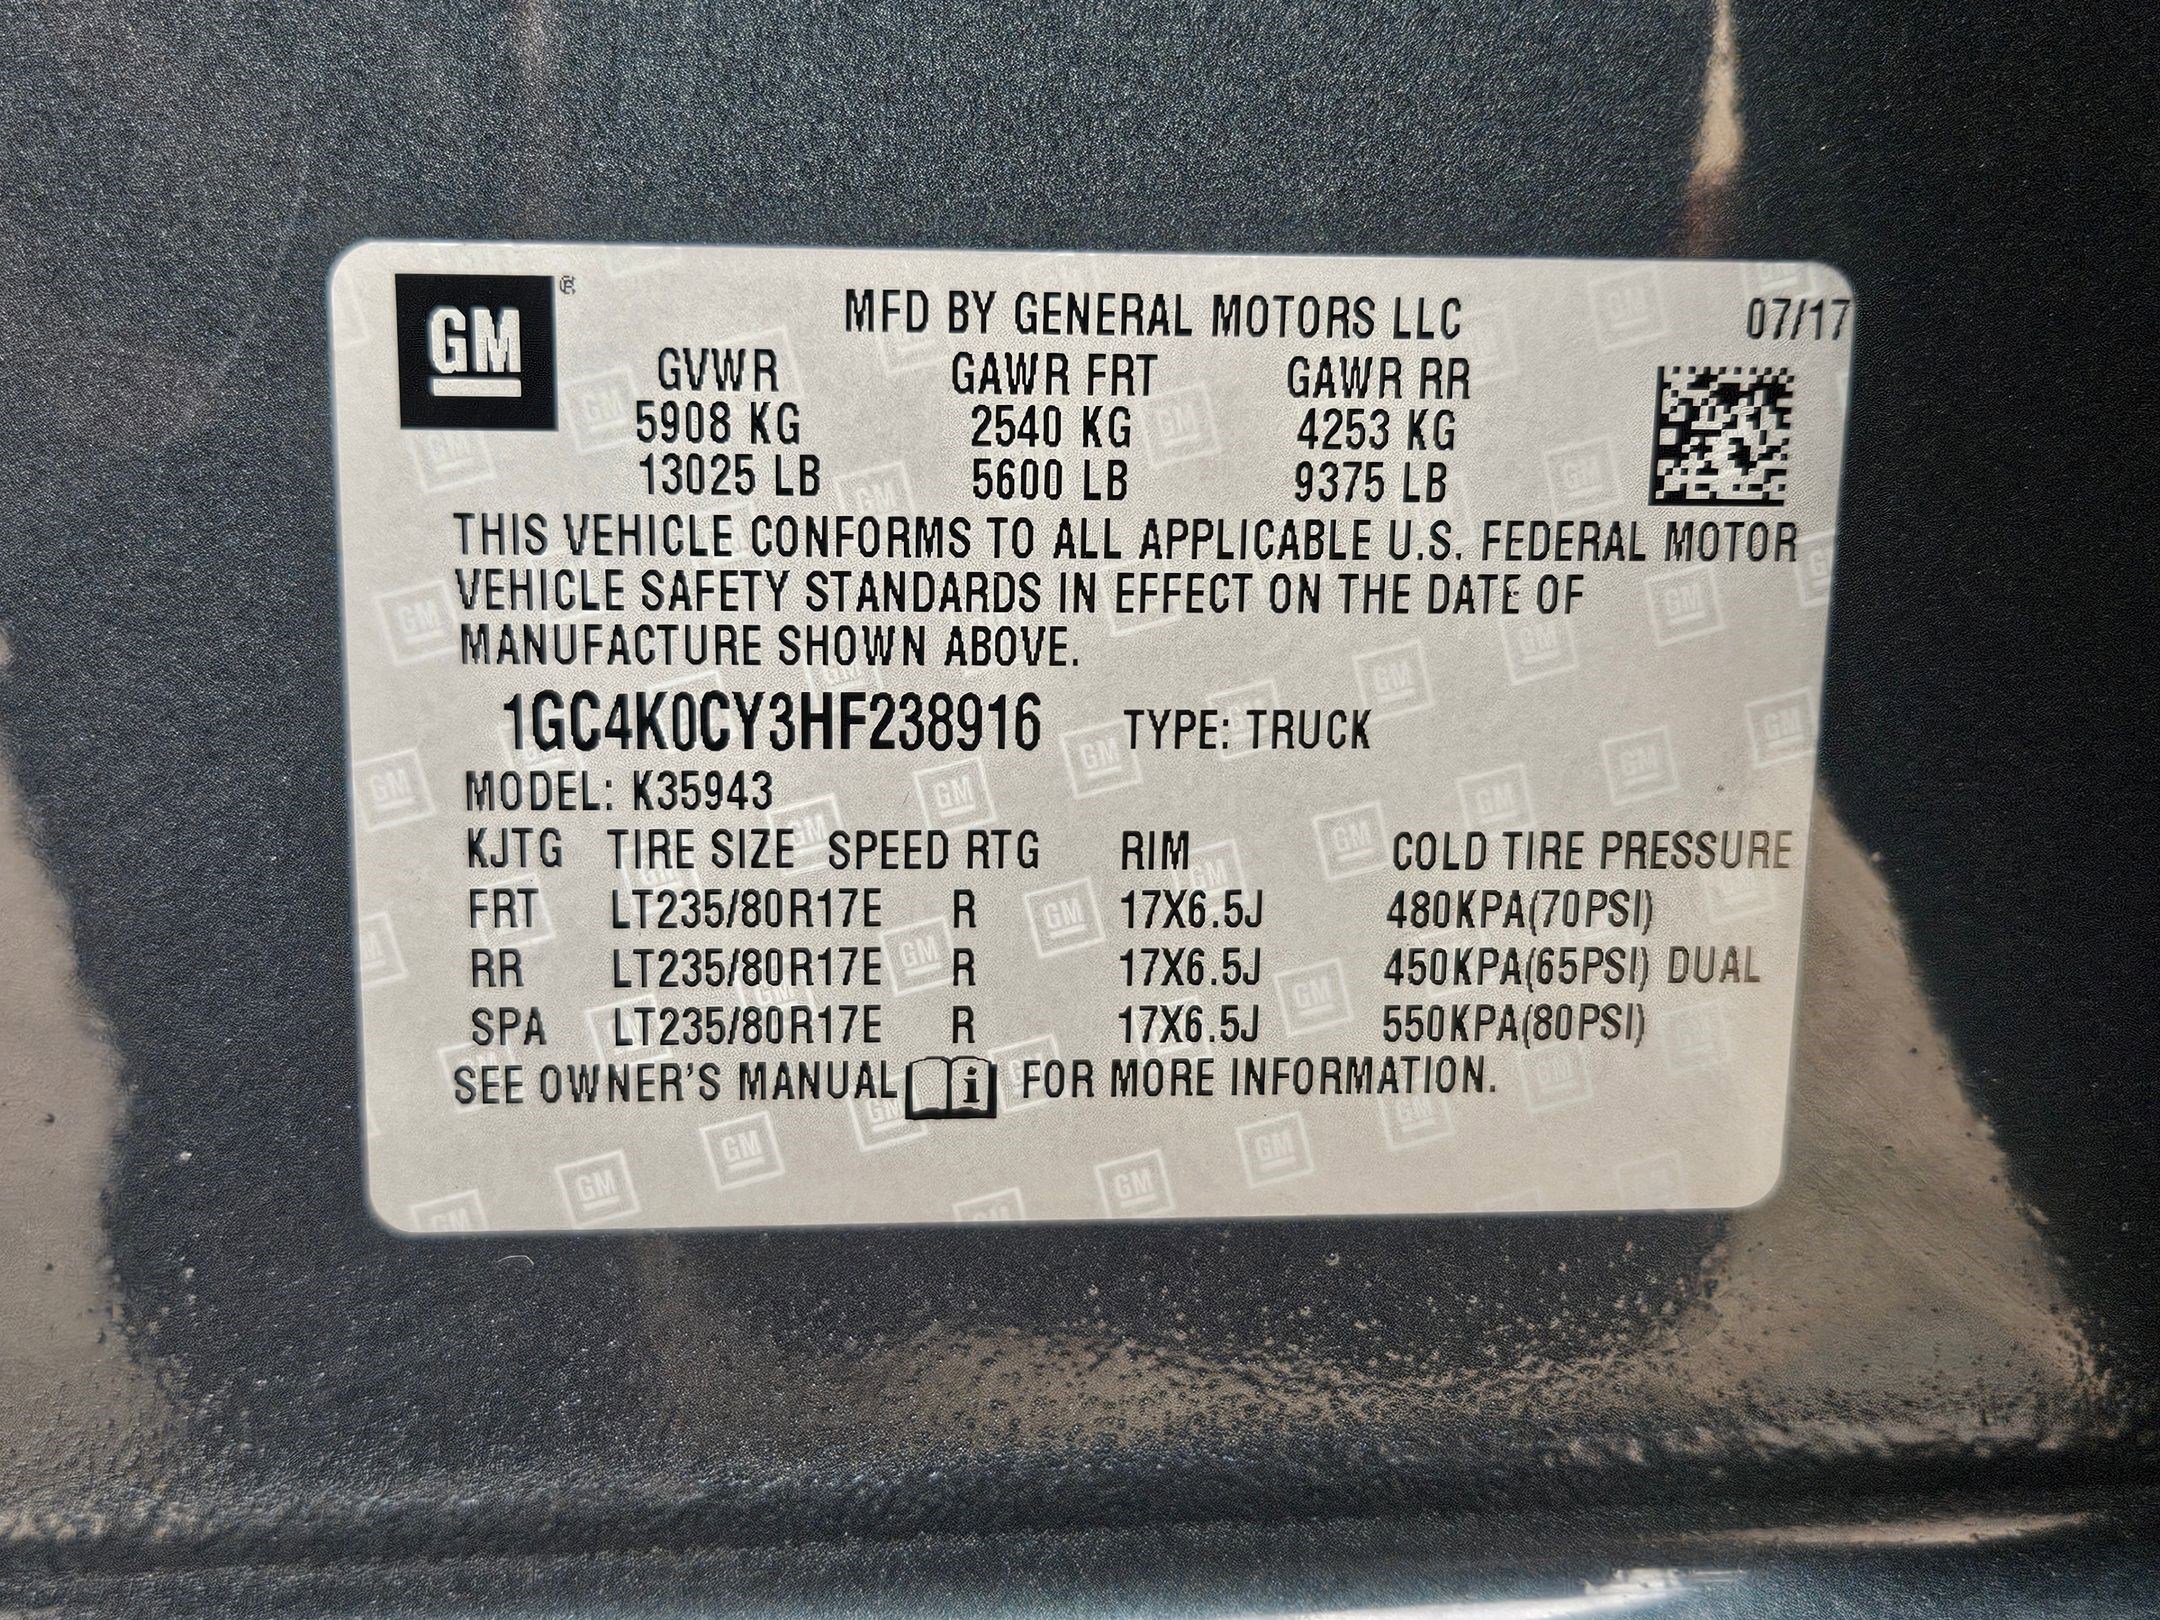 GM ®
MFD BY GENERAL MOTORS LLC 07/17
GVWR GAWR FRT GAWR RR
5908 KG 2540 KG 4253 KG
13025 LB 5600 LB 9375 LB
THIS VEHICLE CONFORMS TO ALL APPLICABLE U.S. FEDERAL MOTOR
VEHICLE SAFETY STANDARDS IN EFFECT ON THE DATE OF
MANUFACTURE SHOWN ABOVE.
1GC4K0CY3HF238916 TYPE: TRUCK
MODEL: K35943
KJTG TIRE SIZE SPEED RTG RIM COLD TIRE PRESSURE
FRT LT235/80R17E R 17X6.5J 480KPA(70PSI)
RR LT235/80R17E R 17X6.5J 450KPA(65PSI) DUAL
SPA LT235/80R17E R 17X6.5J 550KPA(80PSI)
SEE OWNER'S MANUAL i FOR MORE INFORMATION.